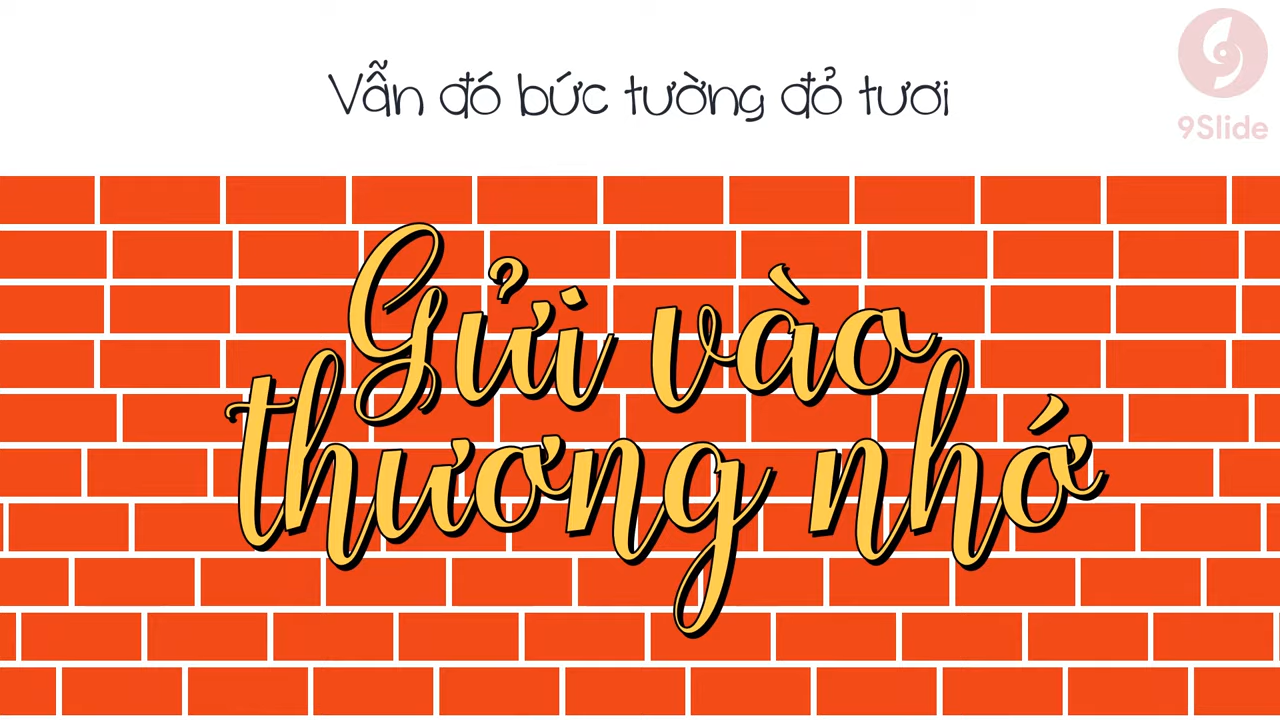 Vẫn đó bức tường đỏ tươi
9Slide
Gửi vào
thương nhớ